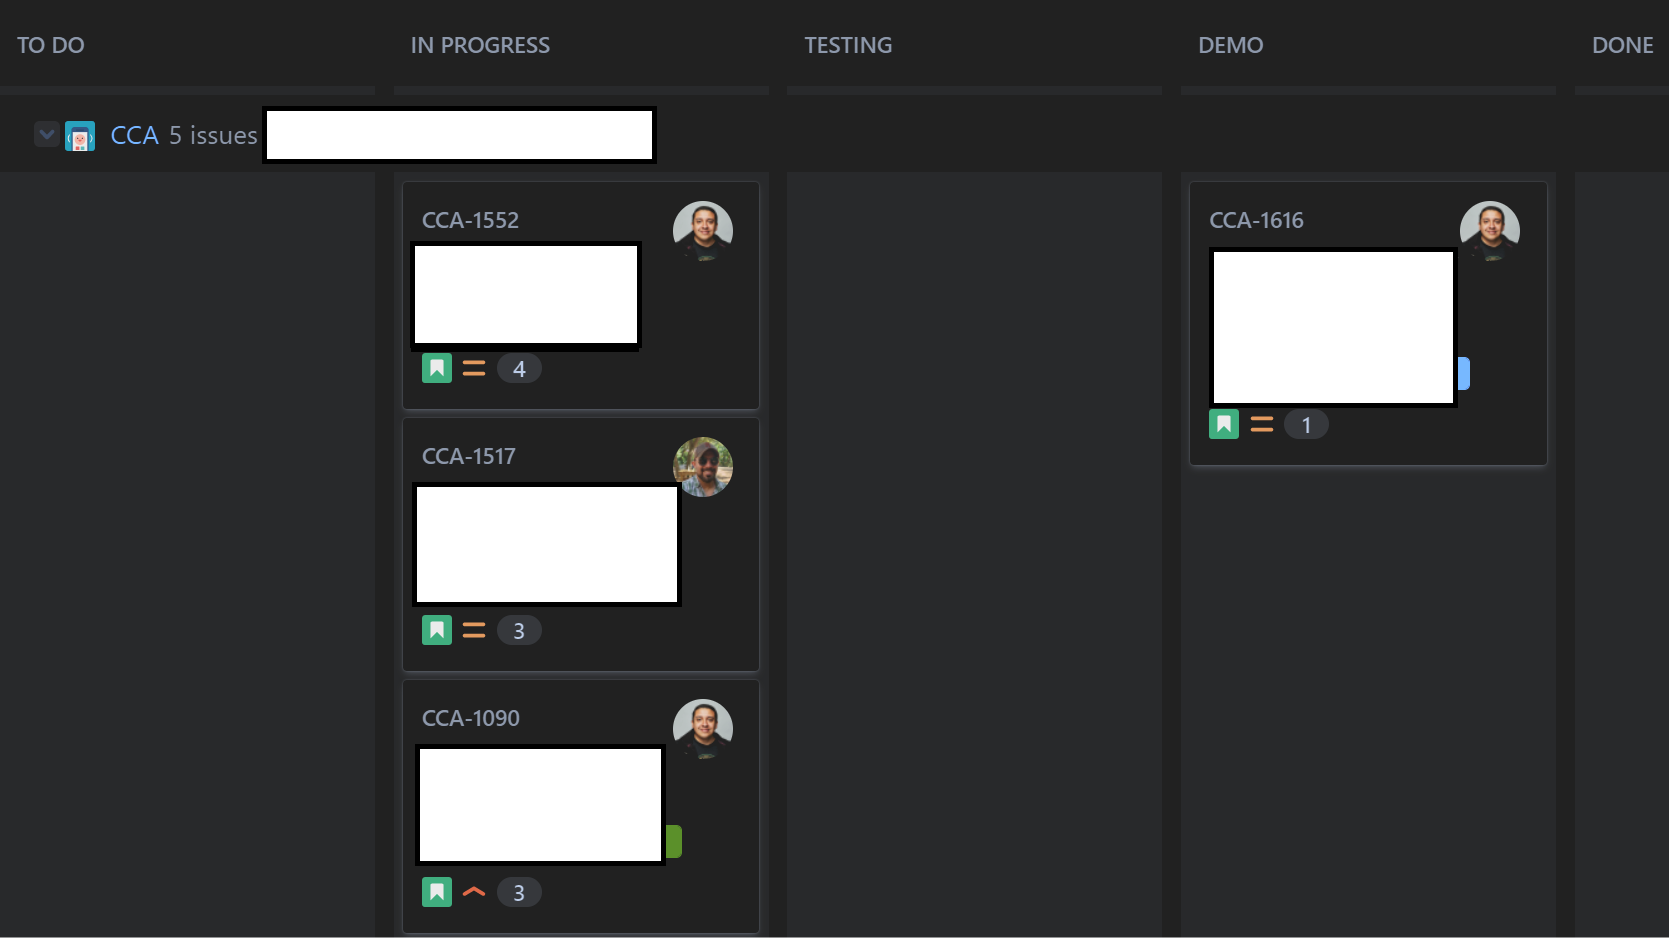 TO DO
IN PROGRESS
TESTING
DEMO
DONE
CCA 5 issues
CCA-1552
4
CCA-1517
3
CCA-1090
3
CCA-1616
1